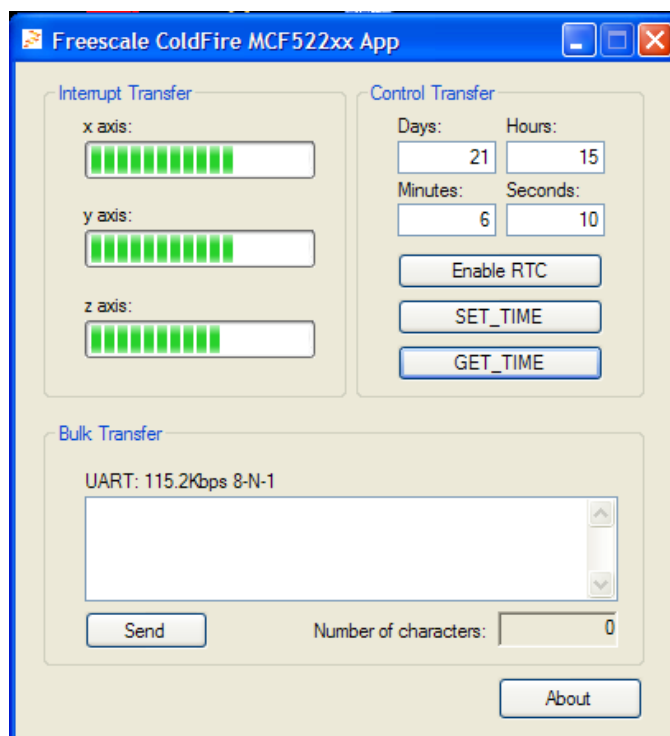 Freescale ColdFire MCF522xx App
Interrupt Transfer
x axis:
y axis:
z axis:
Control Transfer
Days: Hours:
21 15
Minutes: Seconds:
6 10
Enable RTC
SET_TIME
GET_TIME
Bulk Transfer
UART: 115.2Kbps 8-N-1
Send Number of characters: 0
About